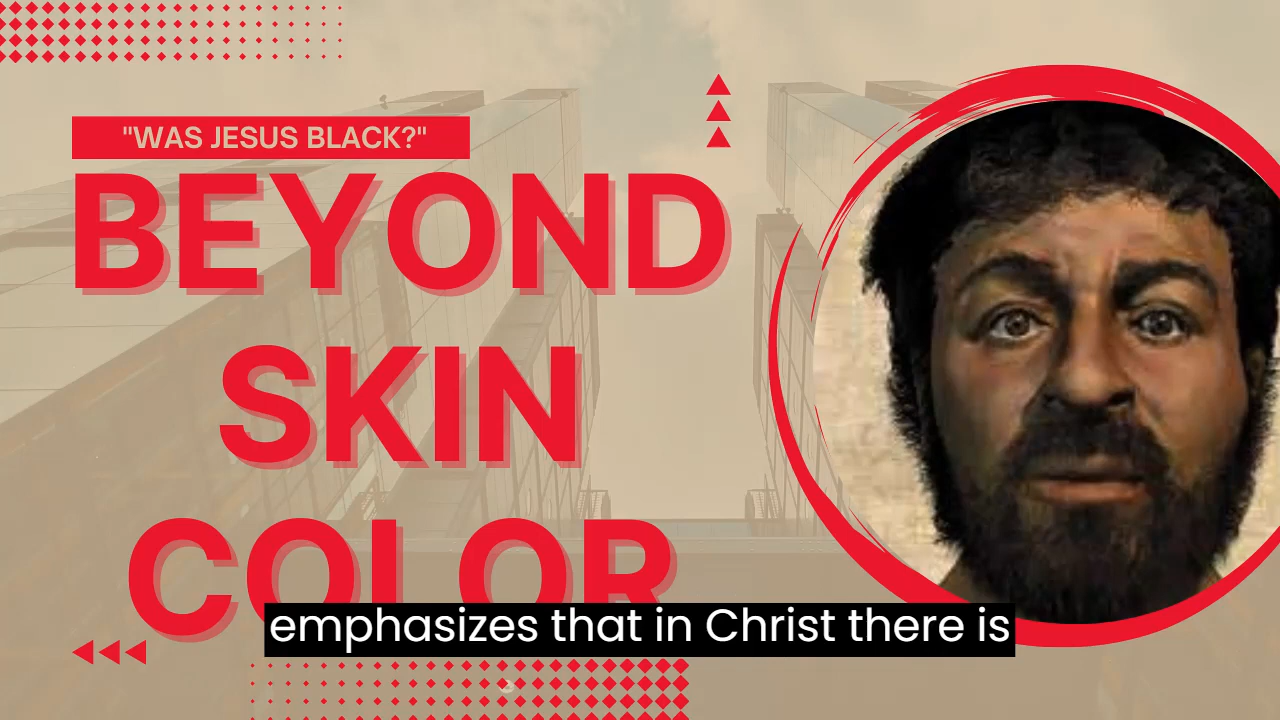 "WAS JESUS BLACK?"
BEYOND
SKIN
COLOR
emphasizes that in Christ there is